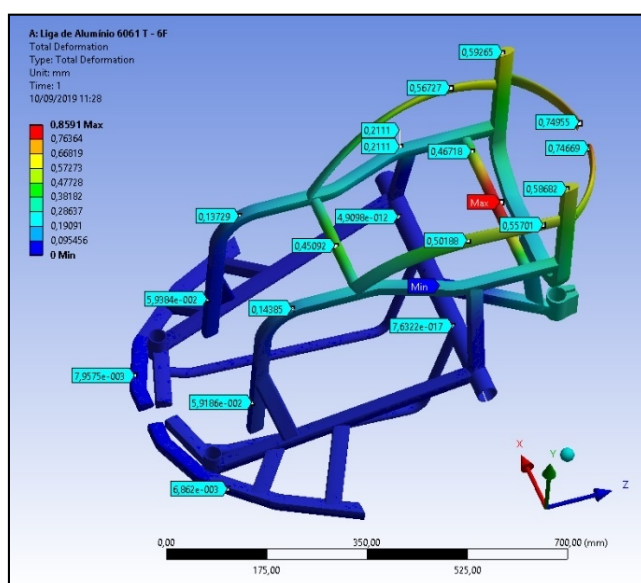 A: Liga de Alumínio 6061 T - 6F
Total Deformation
Type: Total Deformation
Unit: mm
Time: 1
10/09/2019 11:28
0.8591 Max
0,76364
0,66819
0,57273
0,47728
0,38182
0,28637
0,19091
0,095456
0 Min
0,59265
0,56727
0,74955
0,2111
0,2111
0,46718
0,74669
0,58682
Max
0,13729
4,9098e-012
0,55701
0,45092
0,50188
Min
5,9384e-002
0,14385
7,6322e-017
7,9575e-003
5,9186e-002
6,862e-003
X
Y
Z
0,00
350,00
700,00 (mm)
175,00
525,00